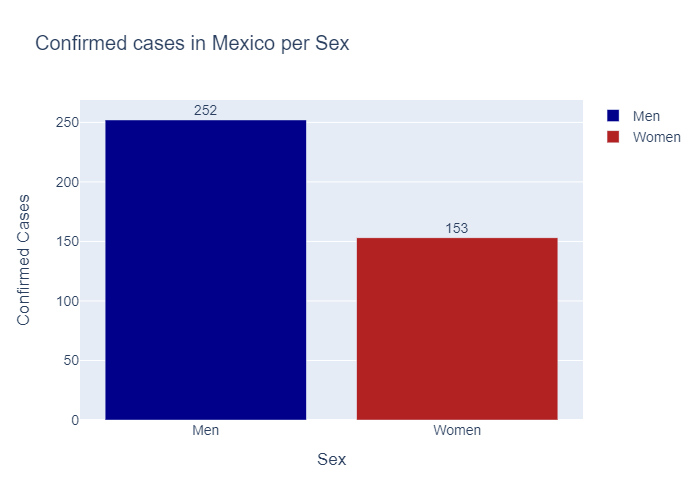 Confirmed cases in Mexico per Sex
252
153
Men
Women
Confirmed Cases
250
200
150
100
50
0
Men
Women
Sex